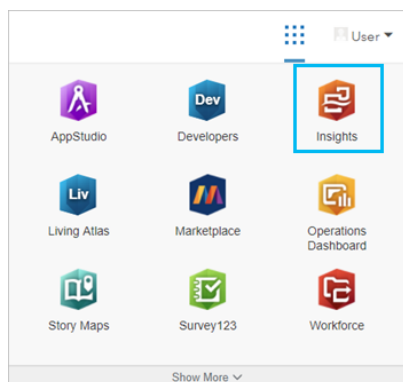 User
Dev
AppStudio Developers Insights
Liv
Living Atlas Marketplace Operations
Dashboard
Story Maps Survey123 Workforce
Show More